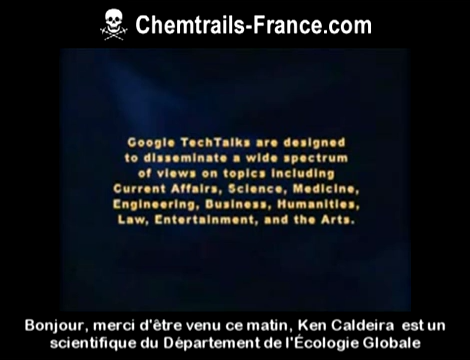 Chemtrails-France.com
Google TechTalks are designed
to disseminate a wide spectrum
of views on topics including
Current Affairs, Science, Medicine,
Engineering, Business, Humanities,
Law, Entertainment, and the Arts.
Bonjour, merci d'être venu ce matin, Ken Caldeira est un
scientifique du Département de l'Écologie Globale